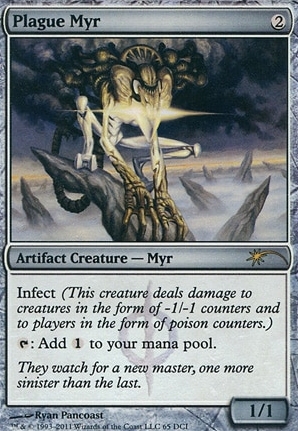 Plague Myr 2
Artifact Creature — Myr
Infect (This creature deals damage to
creatures in the form of -1/-1 counters and
to players in the form of poison counters.)
: Add 1 to your mana pool.
They watch for a new master, one more
sinister than the last.
Ryan Pancoast
1/1
™ & © 1993-2011 Wizards of the Coast LLC 65 DCI